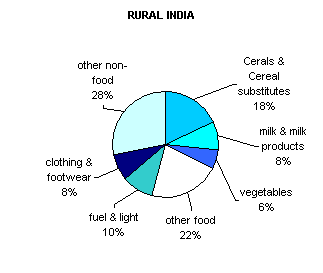 RURAL INDIA
Cerals &
Cereal
substitutes
18%
milk & milk
products
8%
vegetables
6%
other food
22%
fuel & light
10%
clothing &
footwear
8%
other non-
food
28%